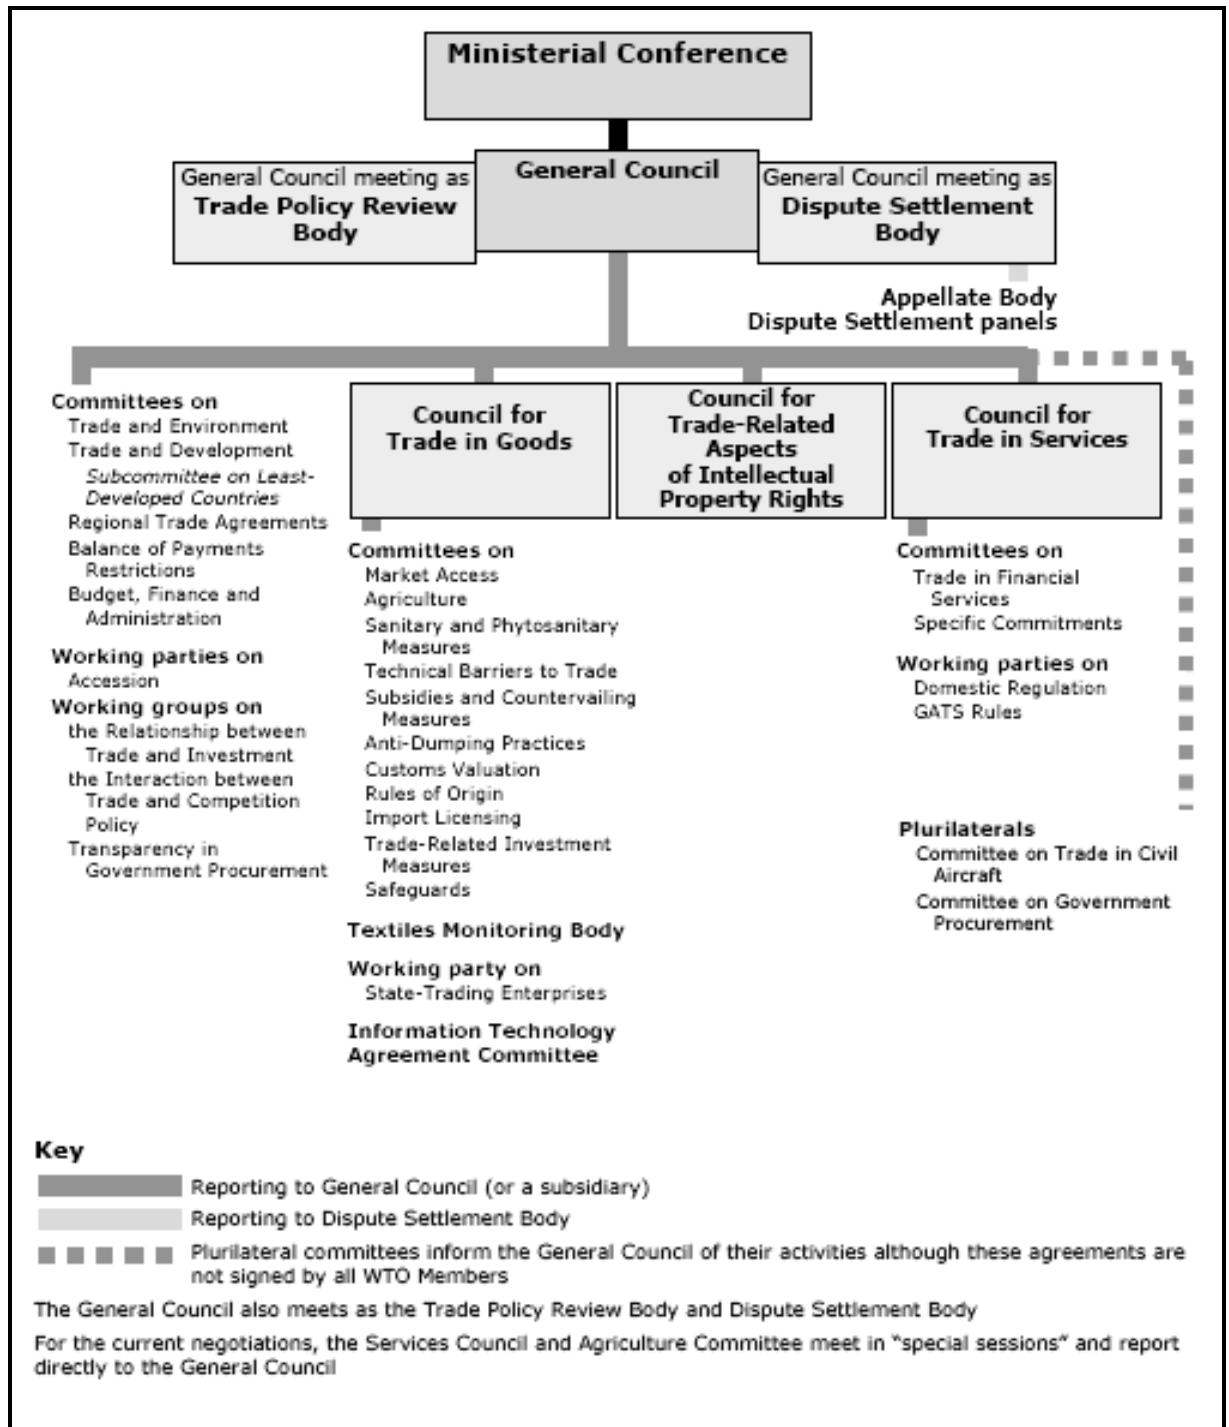 Ministerial Conference
General Council meeting as
Trade Policy Review
Body
General Council
General Council meeting as
Dispute Settlement
Body
Appellate Body
Dispute Settlement panels
Committees on
Trade and Environment
Trade and Development
Subcommittee on Least-
Developed Countries
Regional Trade Agreements
Balance of Payments
Restrictions
Budget, Finance and
Administration
Working parties on
Accession
Working groups on
the Relationship between
Trade and Investment
the Interaction between
Trade and Competition
Policy
Transparency in
Government Procurement
Council for
Trade in Goods
Committees on
Market Access
Agriculture
Sanitary and Phytosanitary
Measures
Technical Barriers to Trade
Subsidies and Countervailing
Measures
Anti-Dumping Practices
Customs Valuation
Rules of Origin
Import Licensing
Trade-Related Investment
Measures
Safeguards
Textiles Monitoring Body
Working party on
State-Trading Enterprises
Information Technology
Agreement Committee
Council for
Trade-Related
Aspects
of Intellectual
Property Rights
Council for
Trade in Services
Committees on
Trade in Financial
Services
Specific Commitments
Working parties on
Domestic Regulation
GATS Rules
Plurilaterals
Committee on Trade in Civil
Aircraft
Committee on Government
Procurement
Key
Reporting to General Council (or a subsidiary)
Reporting to Dispute Settlement Body
Plurilateral committees inform the General Council of their activities although these agreements are
not signed by all WTO Members
The General Council also meets as the Trade Policy Review Body and Dispute Settlement Body
For the current negotiations, the Services Council and Agriculture Committee meet in “special sessions” and report
directly to the General Council